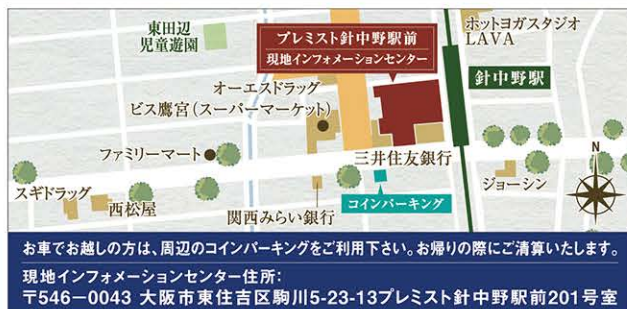 東田辺
児童遊園
プレミスト針中野駅前
現地インフォメーションセンター
ホットヨガスタジオ
LAVA
針中野駅
オーエスドラッグ
ビス鷹宮(スーパーマーケット)
ファミリーマート
三井住友銀行
N
スギドラッグ
西松屋
関西みらい銀行
コインパーキング
ジョーシン
お車でお越しの方は、周辺のコインパーキングをご利用下さい。お帰りの際にご清算いたします。
現地インフォメーションセンター住所:
〒546-0043 大阪市東住吉区駒川5-23-13プレミスト針中野駅前201号室